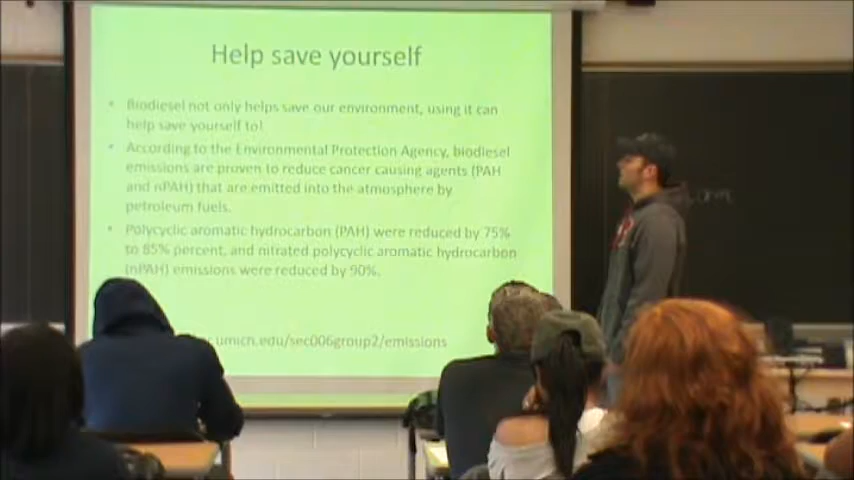 Help save yourself
• Biodiesel not only helps save our environment, using it can
help save yourself to!
• According to the Environmental Protection Agency, biodiesel
emissions are proven to reduce cancer causing agents (PAH
and nPAH) that are emitted into the atmosphere by
petroleum fuels.
• Polycyclic aromatic hydrocarbon (PAH) were reduced by 75%
to 85% percent, and nitrated polycyclic aromatic hydrocarbon
(nPAH) emissions were reduced by 90%.
.umich.edu/sec006group2/emissions